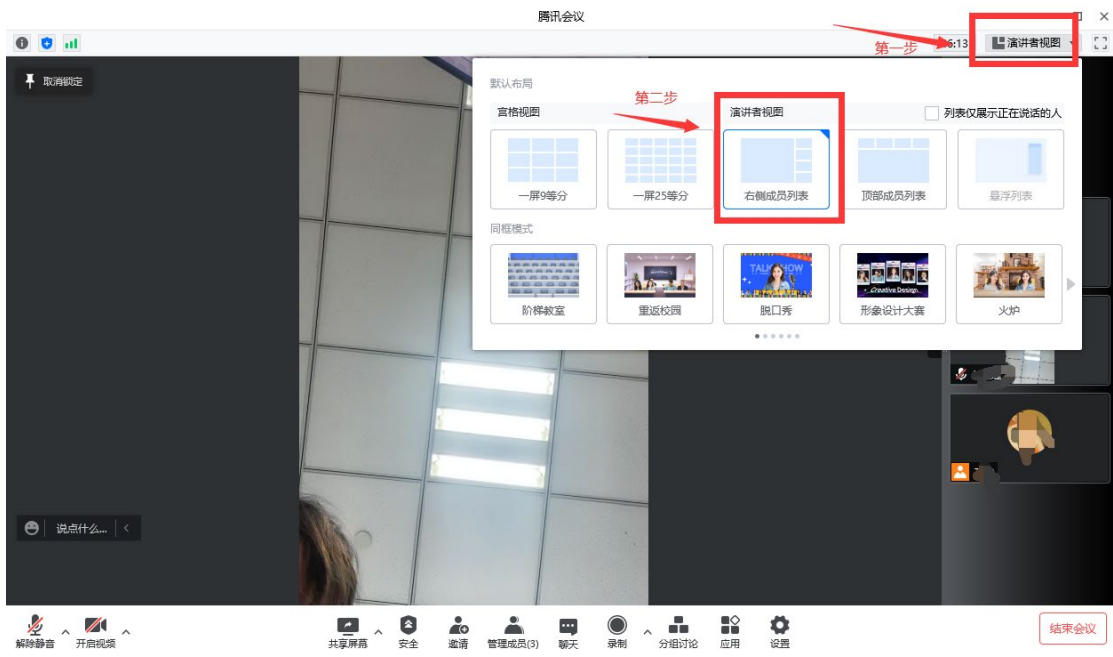 腾讯会议
第一步
6:13
演讲者视图
取消锁定
默认布局
第二步
宫格视图
演讲者视图
列表仅展示正在说话的人
一屏9等分
一屏25等分
右侧成员列表
顶部成员列表
悬浮列表
同框模式
TALK SHOW
Creative Design
阶梯教室
重返校园
脱口秀
形象设计大赛
火炉
说点什么...
解除静音
开启视频
共享屏幕
安全
邀请
管理成员(3)
聊天
录制
分组讨论
应用
设置
结束会议